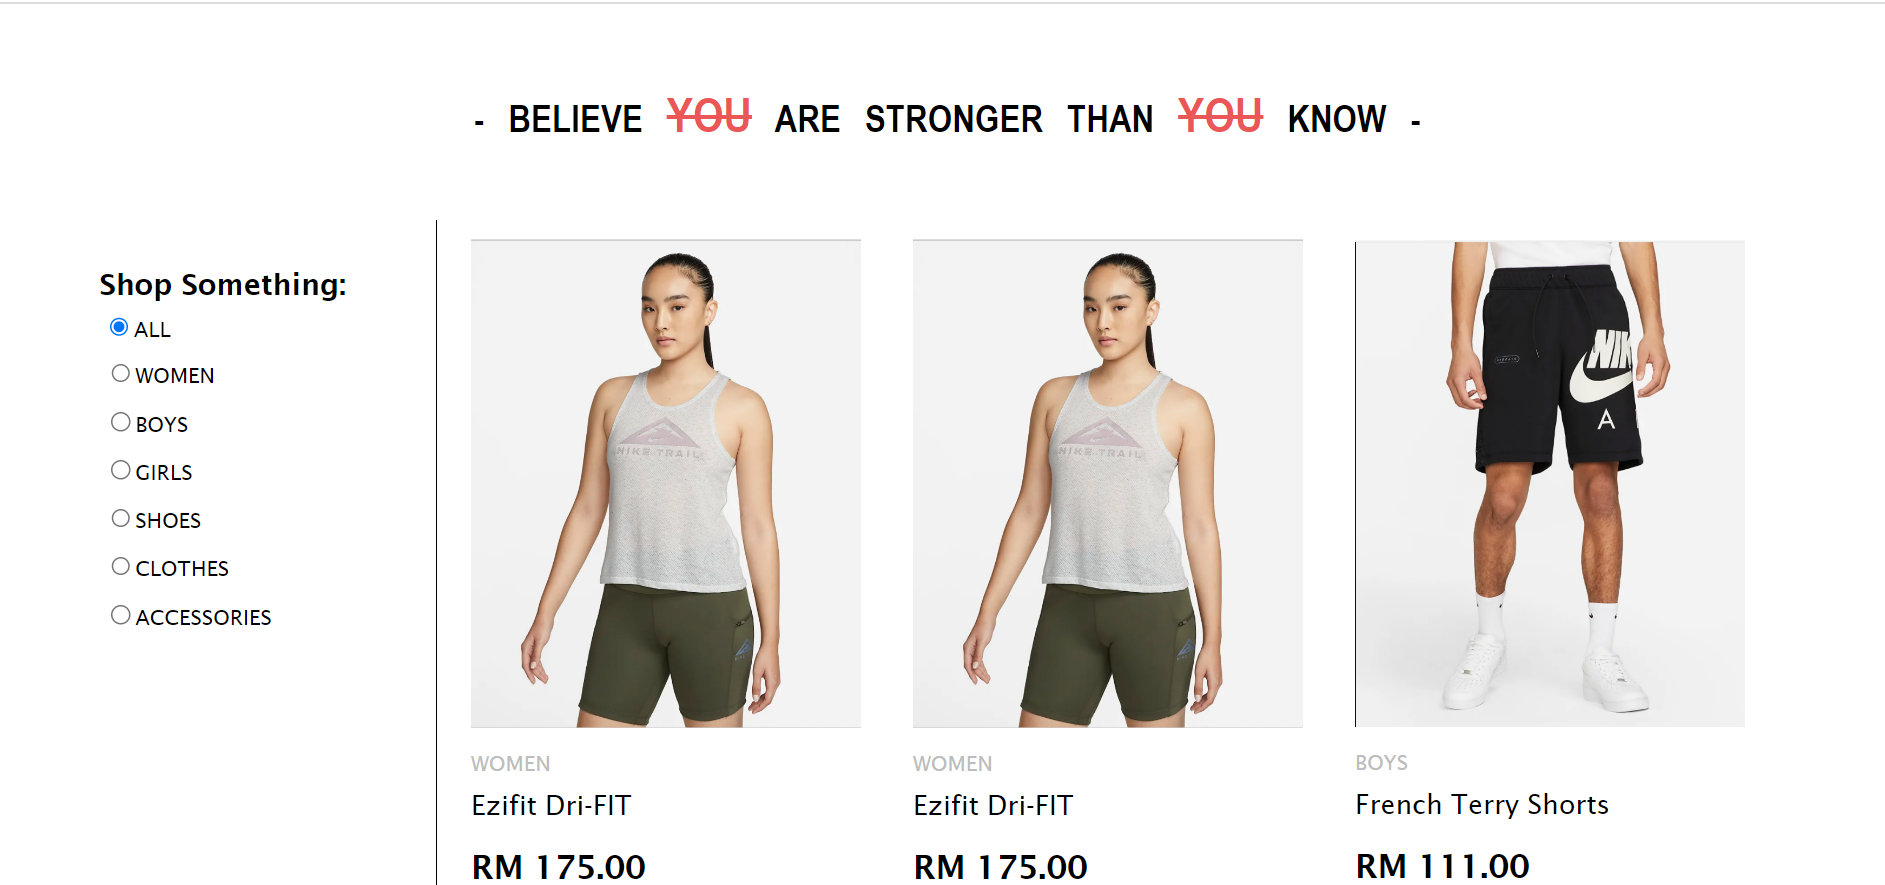 - BELIEVE YOU ARE STRONGER THAN YOU KNOW -
Shop Something:
ALL
WOMEN
BOYS
GIRLS
SHOES
CLOTHES
ACCESSORIES
NIKE TRAIL
WOMEN
Ezifit Dri-FIT
RM 175.00
NIKE TRAIL
WOMEN
Ezifit Dri-FIT
RM 175.00
NIK
A
BOYS
French Terry Shorts
RM 111.00